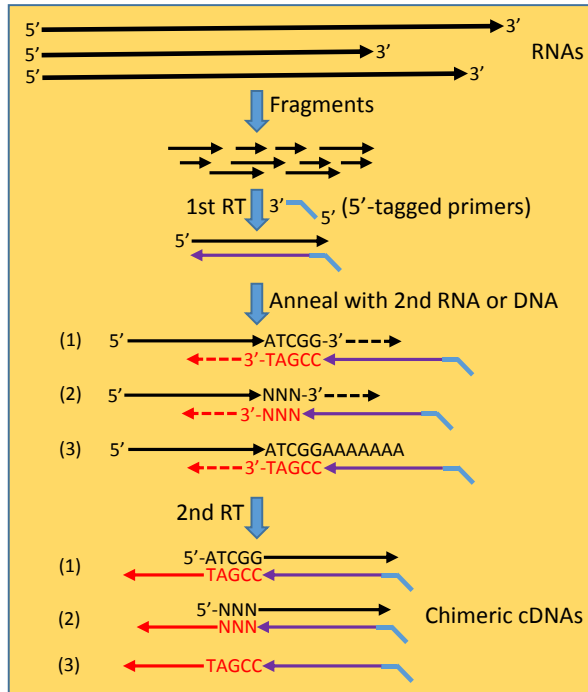 5’ 3’
5’ 3’ RNAs
5’ 3’
Fragments
1st RT 3’ 5’ (5’-tagged primers)
5’
Anneal with 2nd RNA or DNA
(1) 5’ ATCGG-3’
3’-TAGCC
(2) 5’ NNN-3’
3’-NNN
(3) 5’ ATCGGAAAAAAA
3’-TAGCC
2nd RT
5’-ATCGG
(1) TAGCC
5’-NNN
(2) NNN Chimeric cDNAs
(3) TAGCC